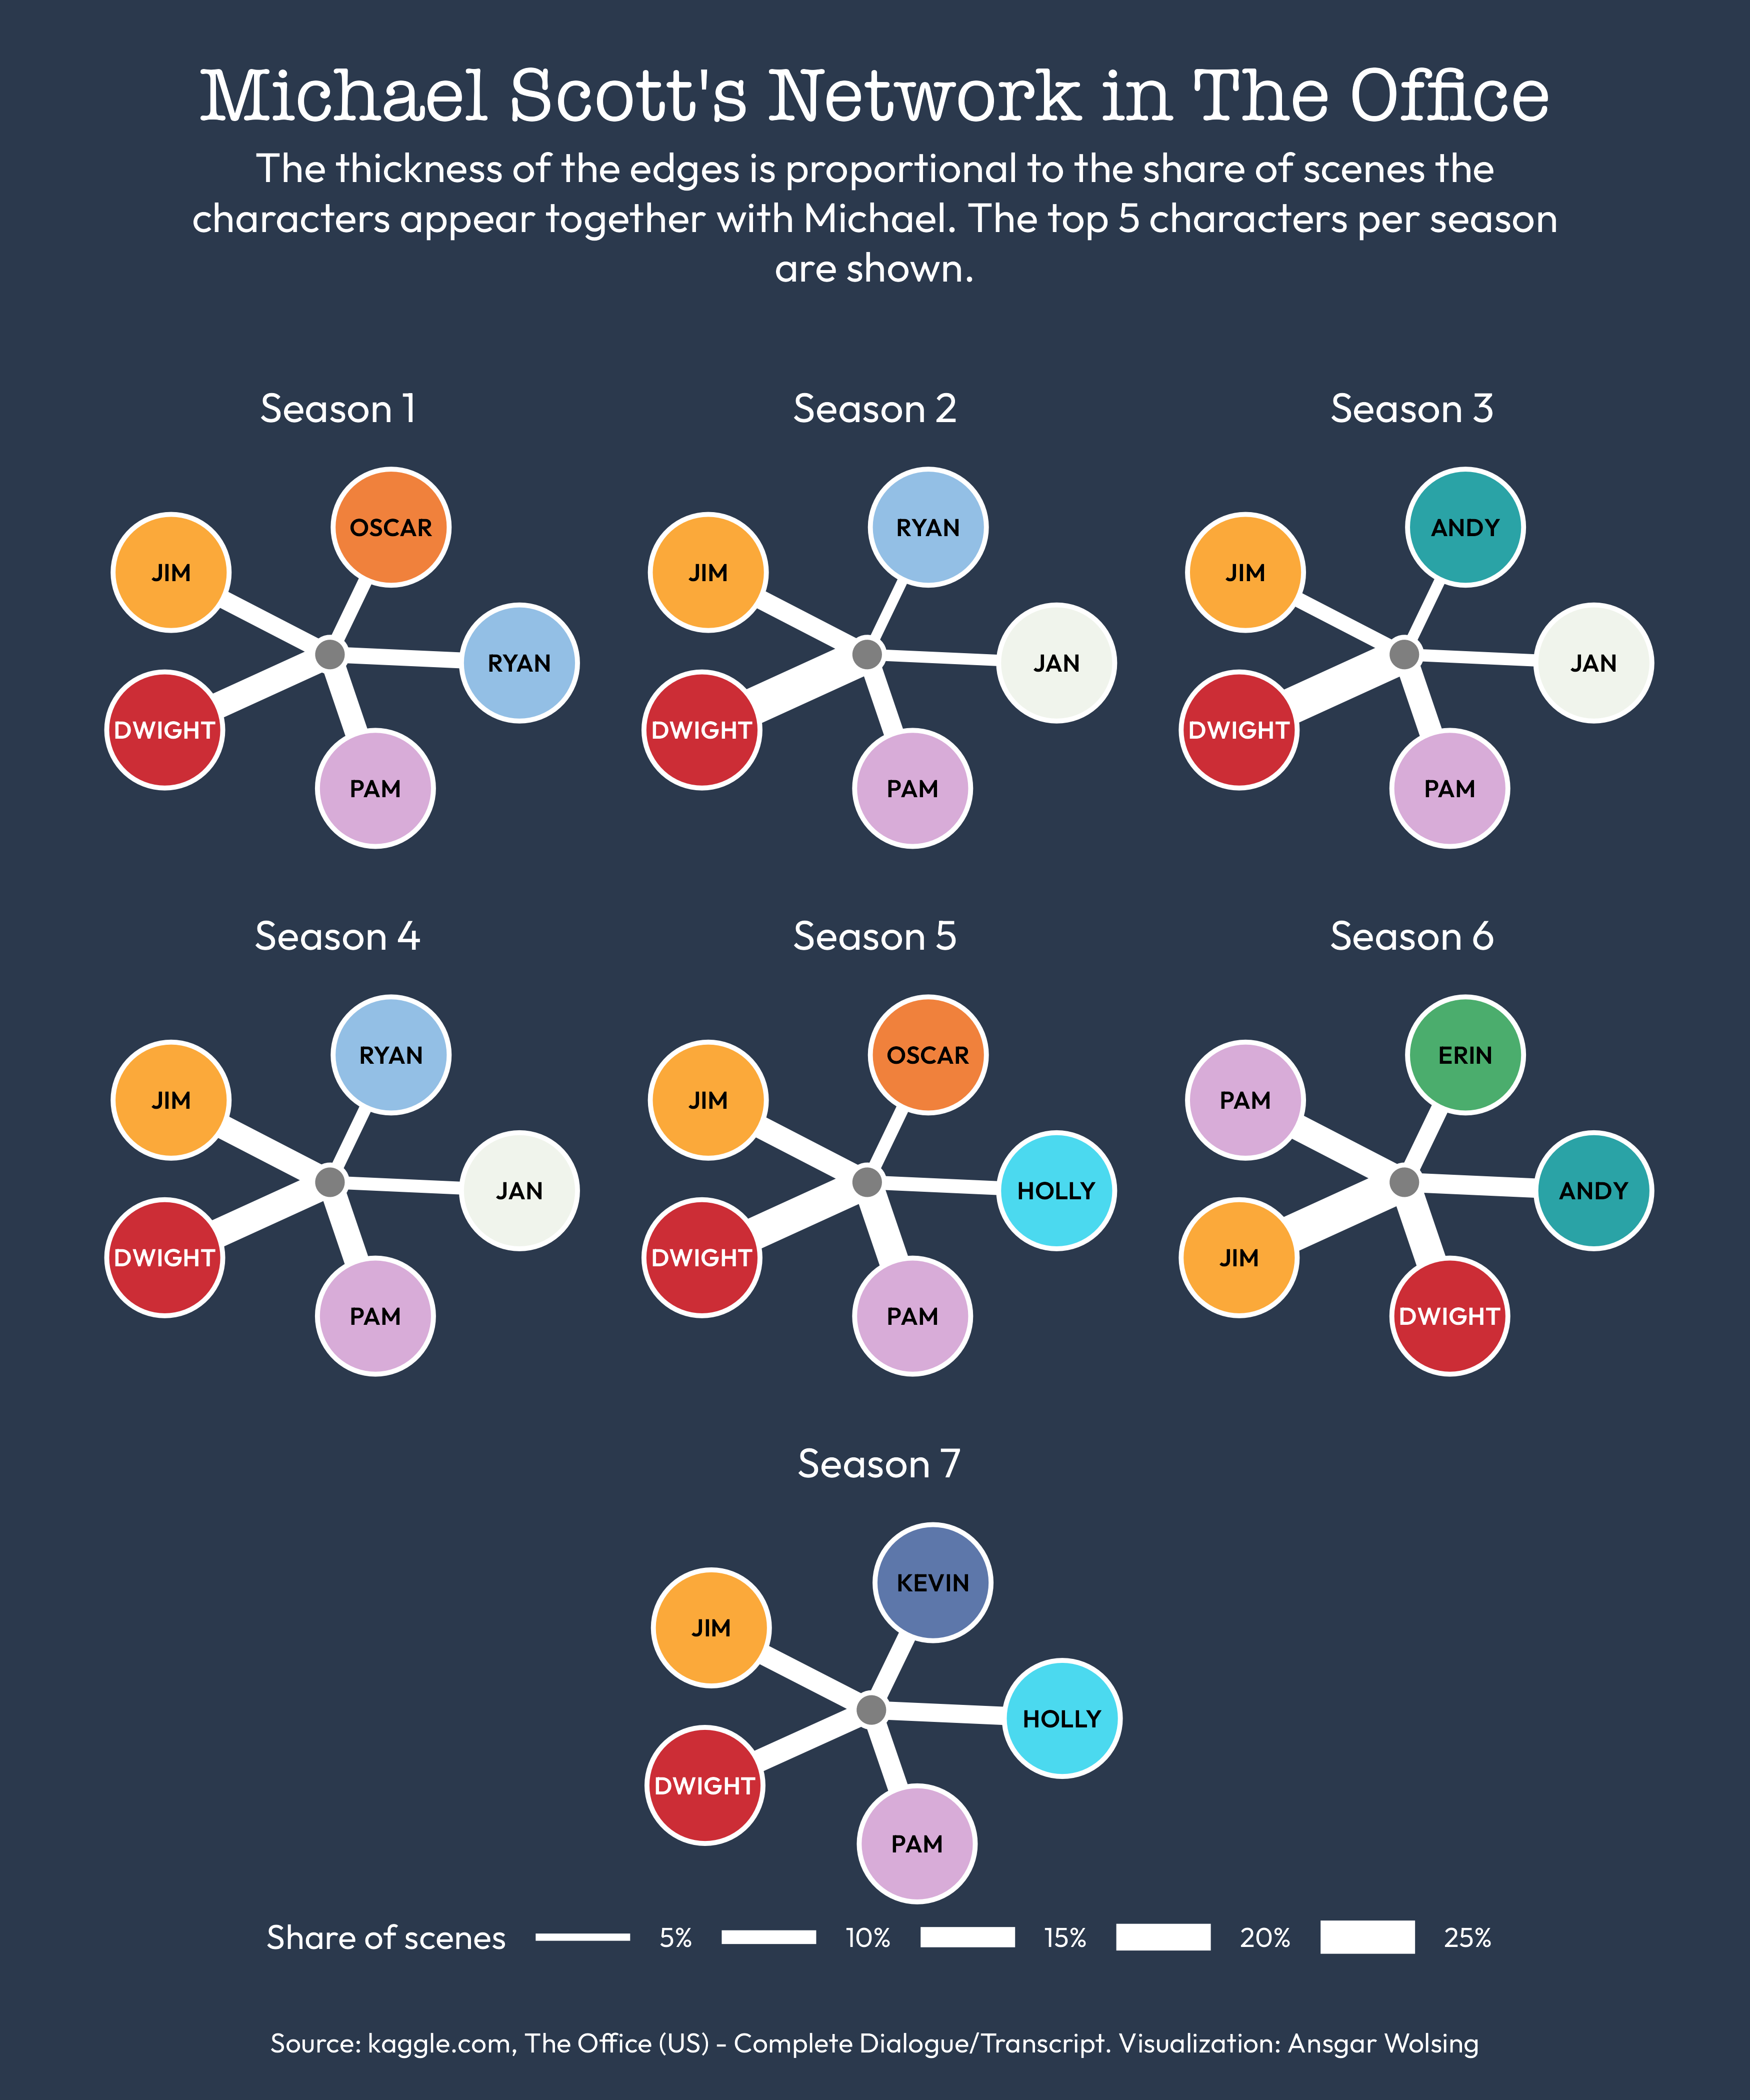 Michael Scott's Network in The Office
The thickness of the edges is proportional to the share of scenes the
characters appear together with Michael. The top 5 characters per season
are shown.
Season 1
Season 2
Season 3
OSCAR
JIM
RYAN
DWIGHT
PAM
RYAN
JIM
JAN
DWIGHT
PAM
ANDY
JIM
JAN
DWIGHT
PAM
Season 4
Season 5
Season 6
RYAN
JIM
JAN
DWIGHT
PAM
OSCAR
JIM
HOLLY
DWIGHT
PAM
ERIN
PAM
ANDY
JIM
DWIGHT
Season 7
KEVIN
JIM
HOLLY
DWIGHT
PAM
Share of scenes 5% 10% 15% 20% 25%
Source: kaggle.com, The Office (US) - Complete Dialogue/Transcript. Visualization: Ansgar Wolsing